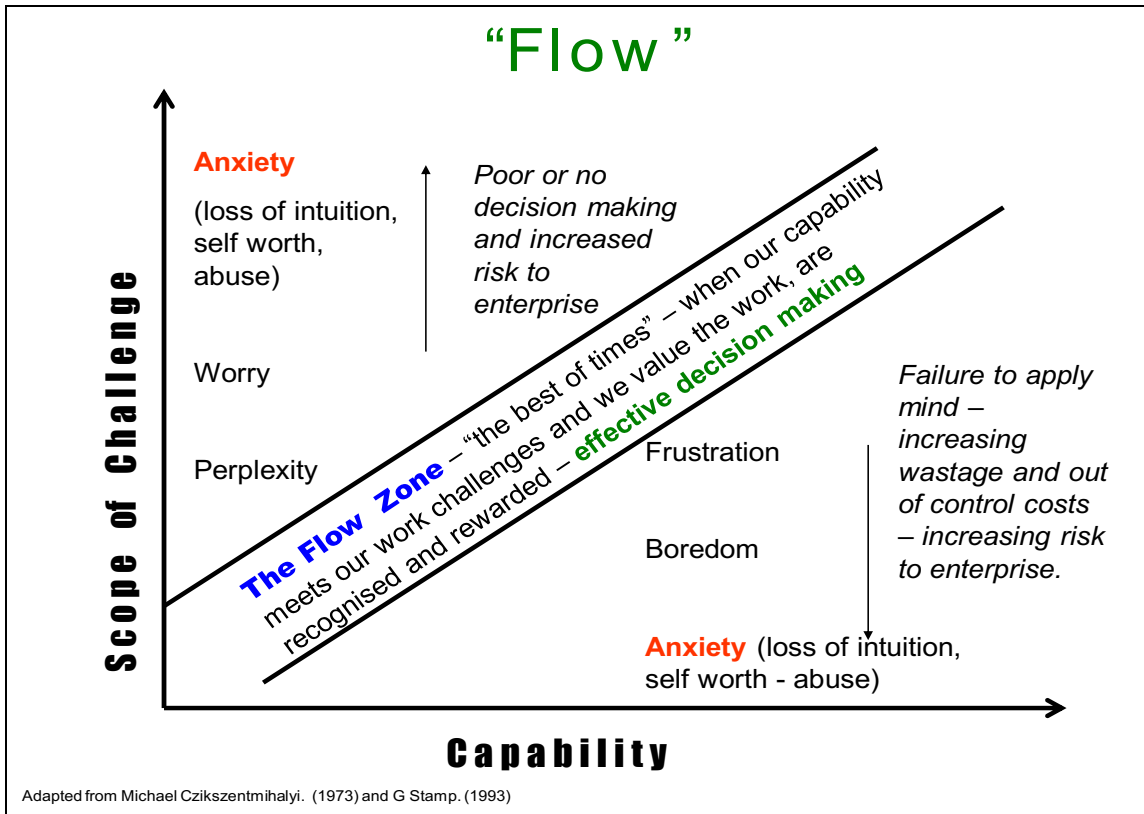 “Flow”
Anxiety
(loss of intuition,
self worth,
abuse)
Worry
Perplexity
Poor or no
decision making
and increased
risk to
enterprise
The Flow Zone – “the best of times” – when our capability
meets our work challenges and we value the work, are
recognised and rewarded – effective decision making
Frustration
Boredom
Anxiety (loss of intuition,
self worth - abuse)
Failure to apply
mind –
increasing
wastage and out
of control costs
– increasing risk
to enterprise.
Scope of Challenge
Capability
Adapted from Michael Czikszentmihalyi. (1973) and G Stamp. (1993)